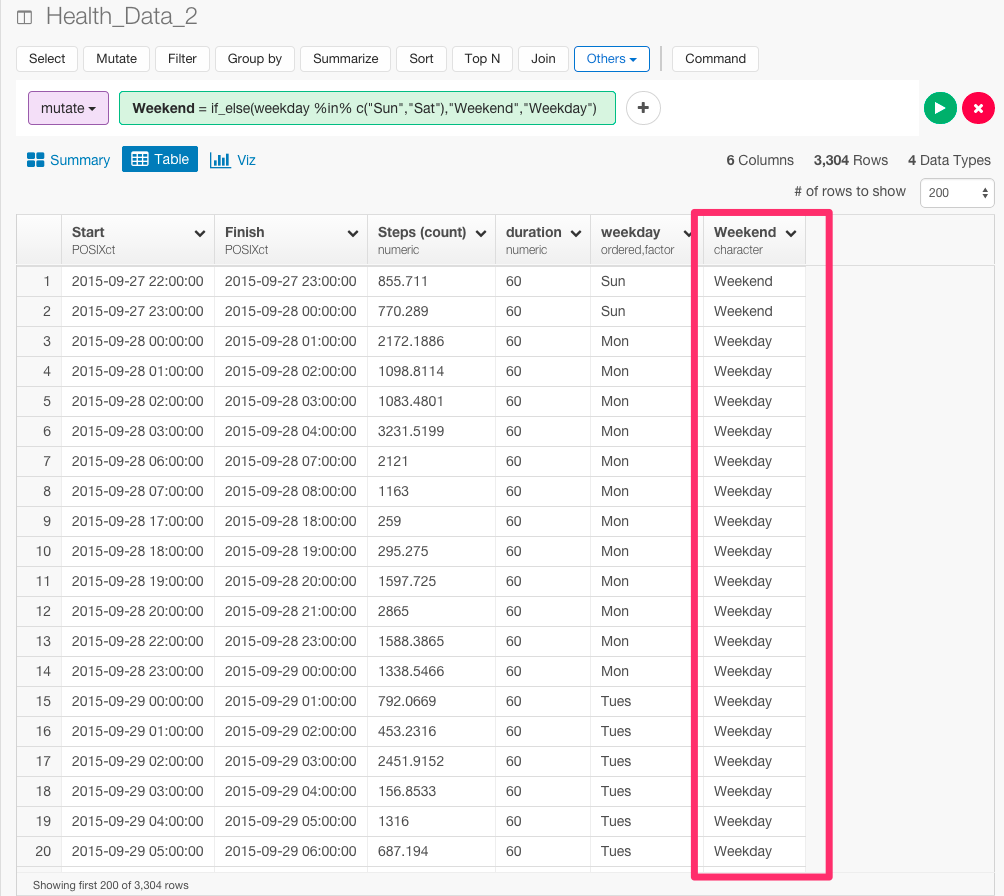 Health_Data_2
Select Mutate Filter Group by Summarize Sort Top N Join Others Command
mutate Weekend = if_else(weekday %in% c("Sun","Sat"),"Weekend","Weekday") +
Summary Table Viz 6 Columns 3,304 Rows 4 Data Types
# of rows to show 200
Start Finish Steps (count) duration weekday Weekend
POSIXct POSIXct numeric numeric ordered,factor character
1 2015-09-27 22:00:00 2015-09-27 23:00:00 855.711 60 Sun Weekend
2 2015-09-27 23:00:00 2015-09-28 00:00:00 770.289 60 Sun Weekend
3 2015-09-28 00:00:00 2015-09-28 01:00:00 2172.1886 60 Mon Weekday
4 2015-09-28 01:00:00 2015-09-28 02:00:00 1098.8114 60 Mon Weekday
5 2015-09-28 02:00:00 2015-09-28 03:00:00 1083.4801 60 Mon Weekday
6 2015-09-28 03:00:00 2015-09-28 04:00:00 3231.5199 60 Mon Weekday
7 2015-09-28 06:00:00 2015-09-28 07:00:00 2121 60 Mon Weekday
8 2015-09-28 07:00:00 2015-09-28 08:00:00 1163 60 Mon Weekday
9 2015-09-28 17:00:00 2015-09-28 18:00:00 259 60 Mon Weekday
10 2015-09-28 18:00:00 2015-09-28 19:00:00 295.275 60 Mon Weekday
11 2015-09-28 19:00:00 2015-09-28 20:00:00 1597.725 60 Mon Weekday
12 2015-09-28 20:00:00 2015-09-28 21:00:00 2865 60 Mon Weekday
13 2015-09-28 22:00:00 2015-09-28 23:00:00 1588.3865 60 Mon Weekday
14 2015-09-28 23:00:00 2015-09-29 00:00:00 1338.5466 60 Mon Weekday
15 2015-09-29 00:00:00 2015-09-29 01:00:00 792.0669 60 Tues Weekday
16 2015-09-29 01:00:00 2015-09-29 02:00:00 453.2316 60 Tues Weekday
17 2015-09-29 02:00:00 2015-09-29 03:00:00 2451.9152 60 Tues Weekday
18 2015-09-29 03:00:00 2015-09-29 04:00:00 156.8533 60 Tues Weekday
19 2015-09-29 04:00:00 2015-09-29 05:00:00 1316 60 Tues Weekday
20 2015-09-29 05:00:00 2015-09-29 06:00:00 687.194 60 Tues Weekday
Showing first 200 of 3,304 rows